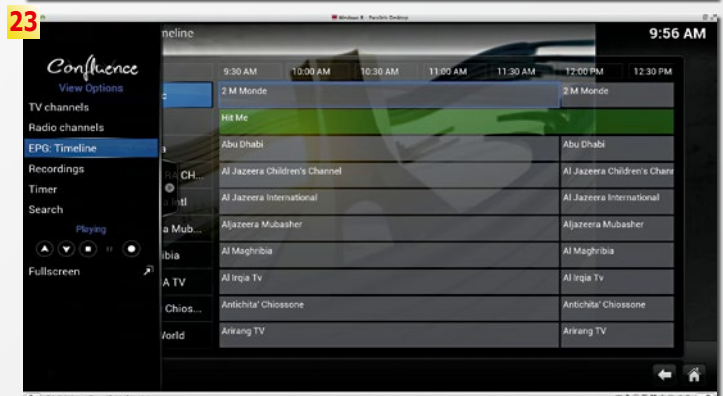 23
Windows 8 - Parallels Desktop
neline
9:56 AM
Confluence
View Options
TV channels
Radio channels
EPG: Timeline
Recordings
Timer
Search
Playing
Fullscreen
9:30 AM 10:00 AM 10:30 AM 11:00 AM 11:30 AM 12:00 PM 12:30 PM
2 M Monde 2 M Monde
Hit Me
Abu Dhabi Abu Dhabi
RA CH... Al Jazeera Children's Channel Al Jazeera Children's Chann
Intl Al Jazeera International Al Jazeera International
a Mub... Aljazeera Mubasher Aljazeera Mubasher
ibia Al Maghribia Al Maghribia
A TV Al Irqia Tv Al Irqia Tv
Chios... Antichita' Chiossone Antichita' Chiossone
World Arirang TV Arirang TV